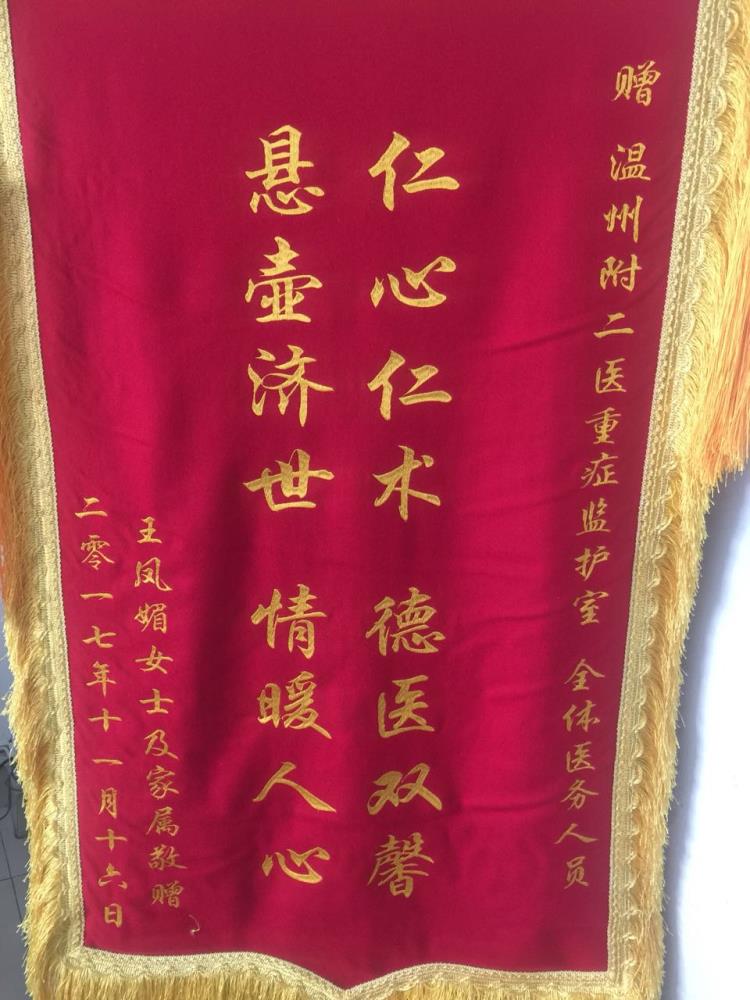 赠 温州附二医重症监护室 全体医务人员
仁心仁术 德医双馨
悬壶济世 情暖人心
王凤媚女士及家属敬赠
二零一七年十一月十六日